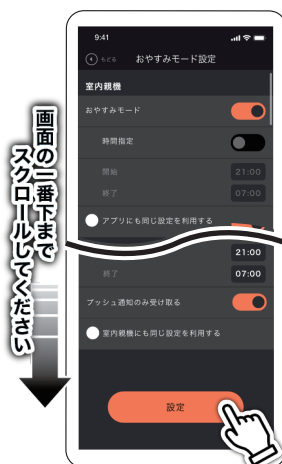 画面の一番下まで
スクロールしてください
9:41
もどる おやすみモード設定
室内親機
おやすみモード
時間指定
開始 21:00
終了 07:00
アプリにも同じ設定を利用する
21:00
終了 07:00
プッシュ通知のみ受け取る
室内親機にも同じ設定を利用する
設定